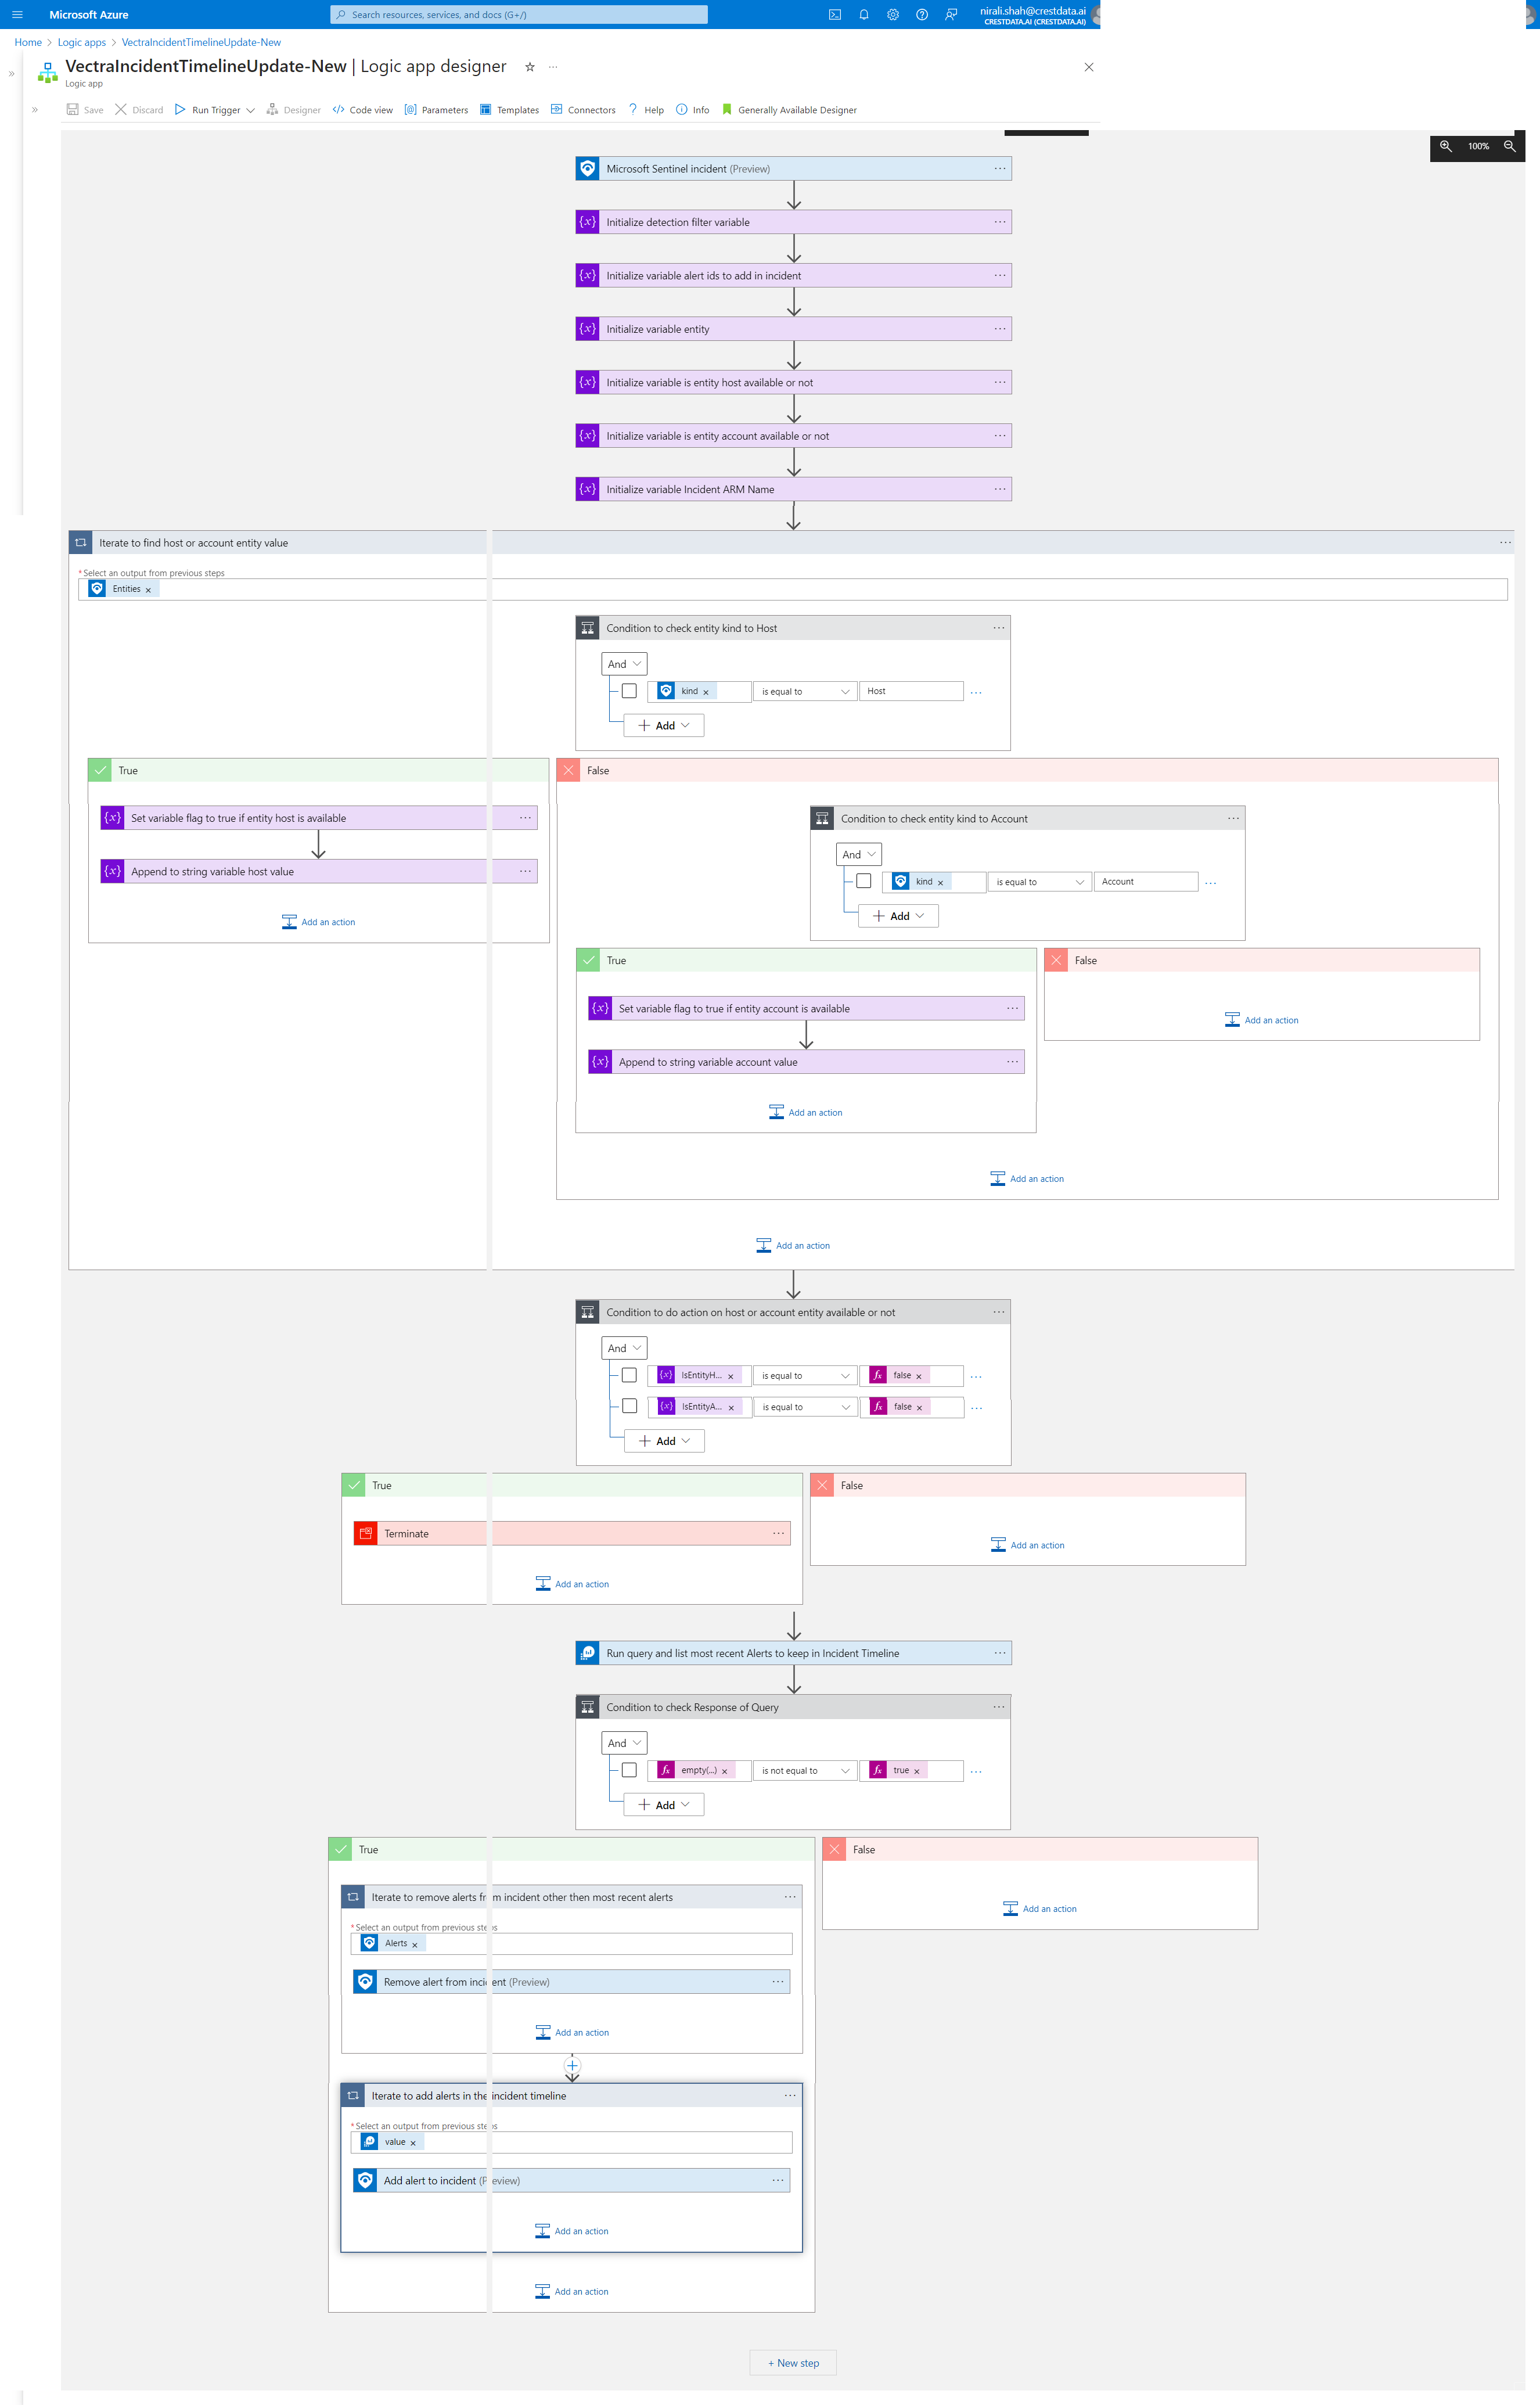 Microsoft Azure
Search resources, services, and docs (G+/)
nirali.shah@crestdata.ai
CRESTDATA.AI (CRESTDATA.AI)
Home > Logic apps > VectraIncidentTimelineUpdate-New
VectraIncidentTimelineUpdate-New | Logic app designer
Logic app
Save Discard Run Trigger Designer Code view Parameters Templates Connectors Help Info Generally Available Designer
100%
Microsoft Sentinel incident (Preview)
Initialize detection filter variable
Initialize variable alert ids to add in incident
Initialize variable entity
Initialize variable is entity host available or not
Initialize variable is entity account available or not
Initialize variable Incident ARM Name
Iterate to find host or account entity value
*Select an output from previous steps
Entities
Condition to check entity kind to Host
And
kind is equal to Host
Add
True
False
Set variable flag to true if entity host is available
Append to string variable host value
Add an action
Condition to check entity kind to Account
And
kind is equal to Account
Add
True
False
Set variable flag to true if entity account is available
Append to string variable account value
Add an action
Add an action
Add an action
Add an action
Condition to do action on host or account entity available or not
And
{x} IsEntityH... is equal to fx false
{x} IsEntityA... is equal to fx false
Add
True
False
Terminate
Add an action
Add an action
Run query and list most recent Alerts to keep in Incident Timeline
Condition to check Response of Query
And
fx empty(...) is not equal to fx true
Add
True
False
Iterate to remove alerts from incident other then most recent alerts
*Select an output from previous steps
Alerts
Remove alert from incident (Preview)
Add an action
Add an action
Iterate to add alerts in the incident timeline
*Select an output from previous steps
value
Add alert to incident (Preview)
Add an action
Add an action
+ New step